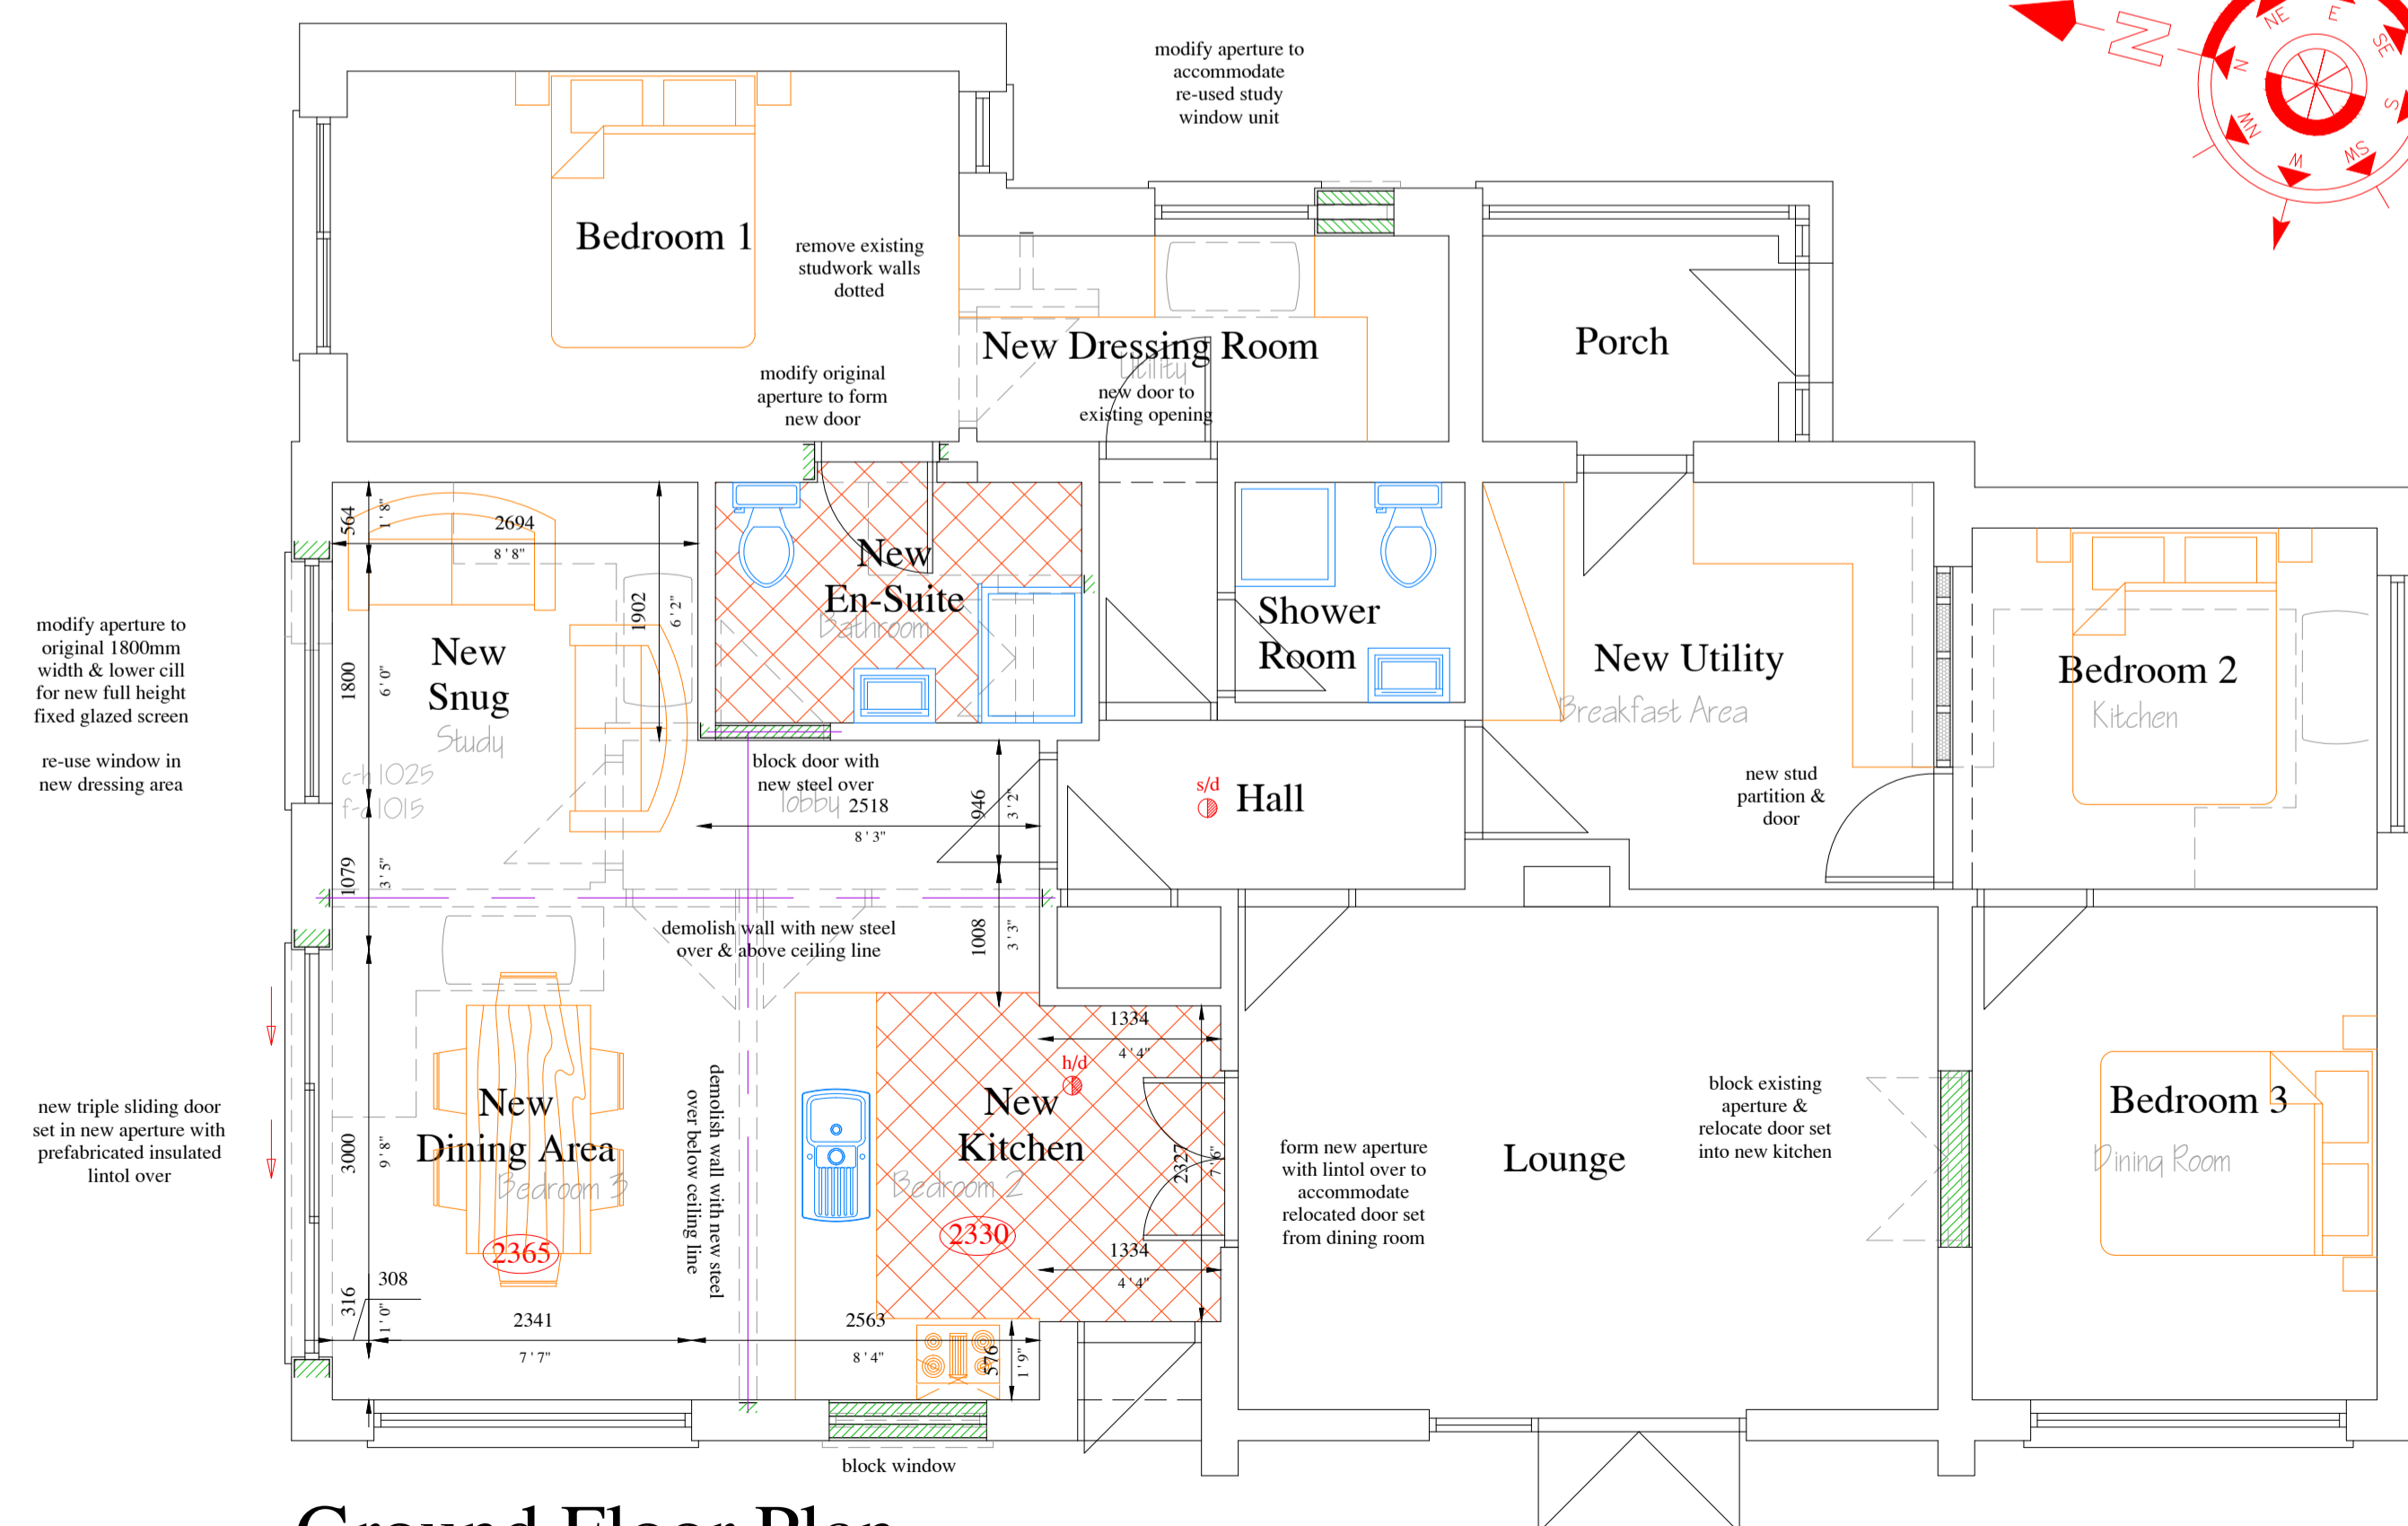 modify aperture to
accommodate
re-used study
window unit
N
NE
E
SE
S
SW
W
NW
N
Bedroom 1
remove existing
studwork walls
dotted
New Dressing Room
Utility
new door to
existing opening
Porch
modify original
aperture to form
new door
564
1' 8"
2694
8' 8"
1902
6' 2"
New
En-Suite
Bathroom
Shower
Room
New Utility
Breakfast Area
Bedroom 2
Kitchen
modify aperture to
original 1800mm
width & lower cill
for new full height
fixed glazed screen
re-use window in
new dressing area
1800
6' 0"
New
Snug
Study
c-h 1025
1015
block door with
new steel over
lobby
2518
8' 3"
946
3' 2"
s/d
Hall
new stud
partition &
door
1079
3' 5"
demolish wall with new steel
over & above ceiling line
1008
3' 3"
1334
4' 4"
h/d
new triple sliding door
set in new aperture with
prefabricated insulated
lintol over
3000
9' 8"
New
Dining Area
Bedroom 3
2365
demolish wall with new steel
over below ceiling line
New
Kitchen
Bedroom 2
2330
2327
7' 6"
1334
4' 4"
form new aperture
with lintol over to
accommodate
relocated door set
from dining room
Lounge
block existing
aperture &
relocate door set
into new kitchen
Bedroom 3
Dining Room
316
308
1' 0"
2341
7' 7"
2563
8' 4"
576
1' 9"
block window
Ground Floor Plan